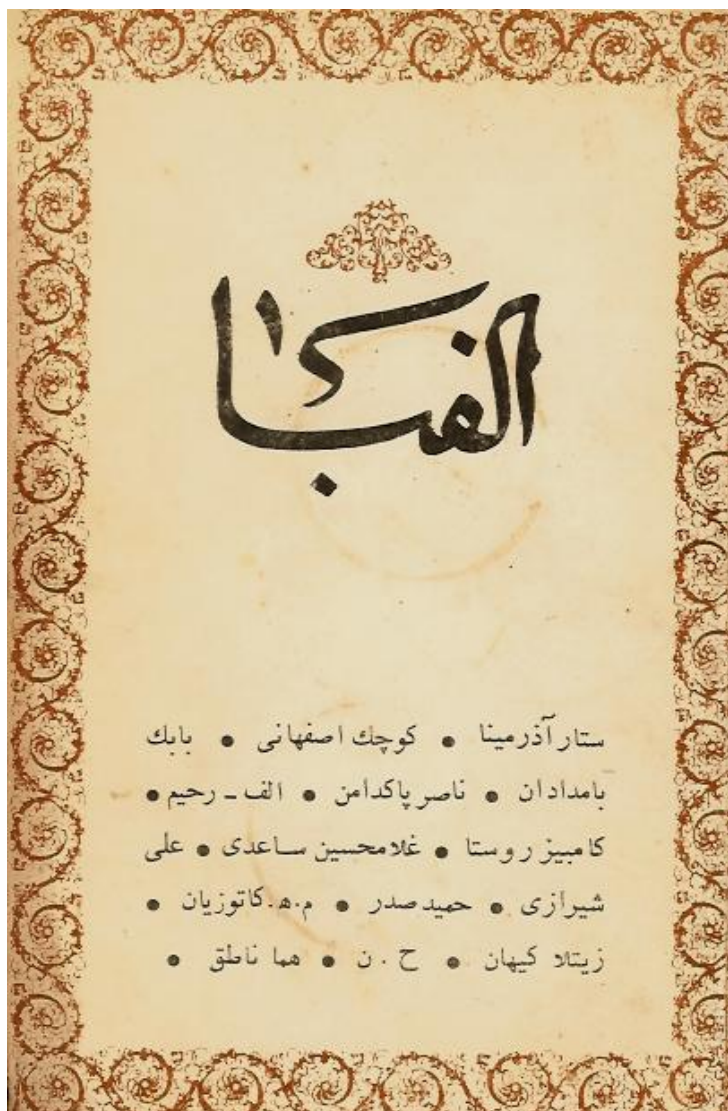 الفبا
ستار آذرمینا • کوچك اصفهانی • بابك
بامدادان • ناصر پاکدامن • الف ـ رحیم •
کامبیز روستا • غلامحسین ساعدی • علی
شیرازی • حمید صدر • م.ه.کاتوزیان •
زیتلا کیهان • ح . ن • هما ناطق •